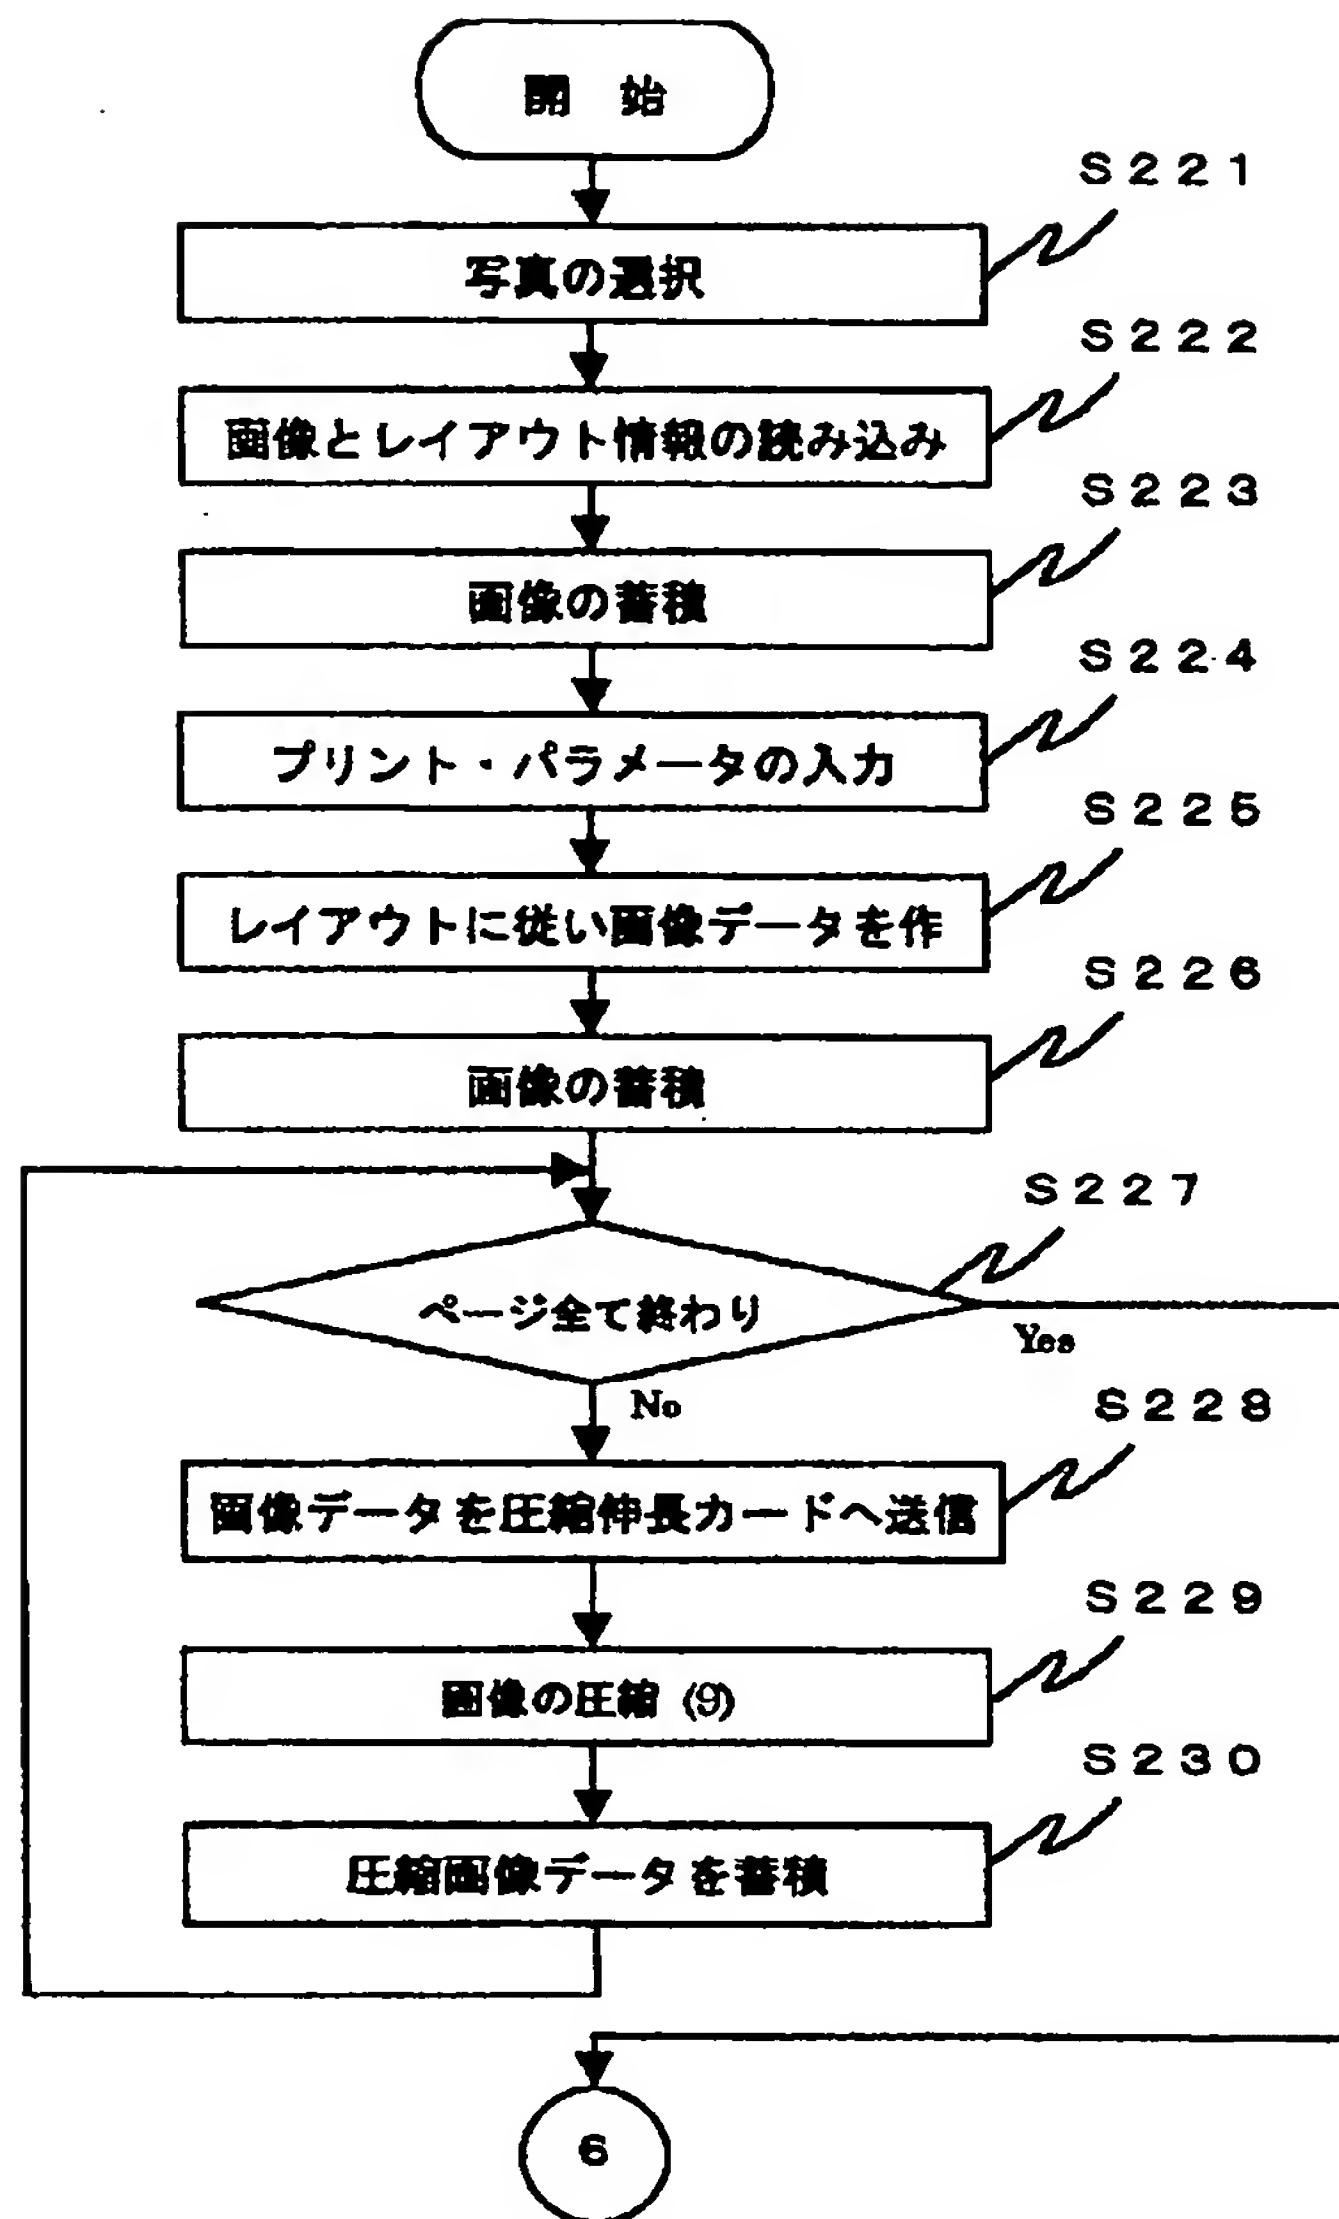 開 始
S221
写真の選択
S222
画像とレイアウト情報の読み込み
S223
画像の蓄積
S224
プリント・パラメータの入力
S225
レイアウトに従い画像データを作
S226
画像の蓄積
S227
ページ全て終わり
Yes
No
S228
画像データを圧縮伸長カードへ送信
S229
画像の圧縮 (9)
S230
圧縮画像データを蓄積
6